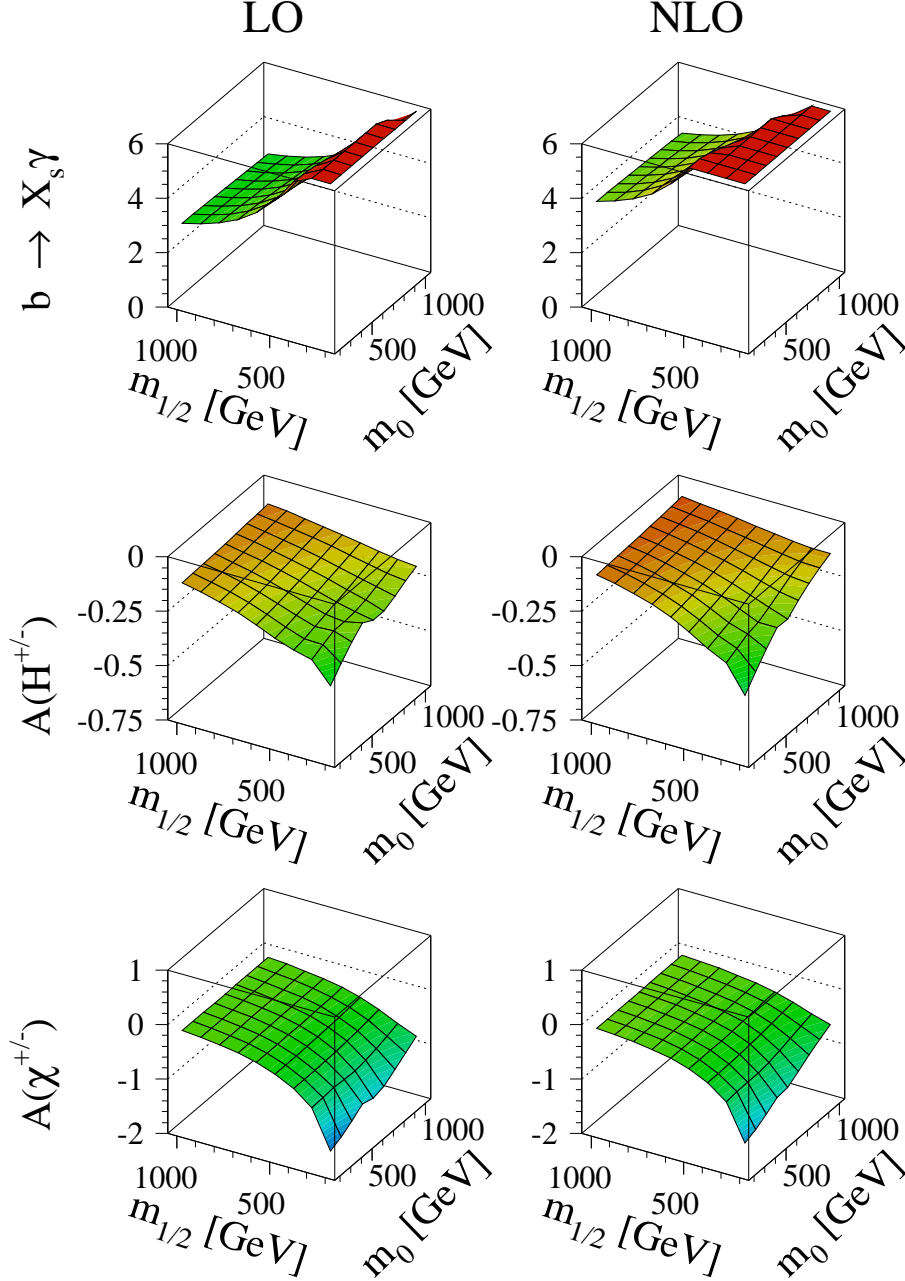 LO NLO
b → X_sγ
6 6
4 4
2 2
0 0
1000 500 500 1000
1000 500 500 1000
m_1/2 [GeV] m_0 [GeV]
m_1/2 [GeV] m_0 [GeV]
A(H^+/-)
0 0
-0.25 -0.25
-0.5 -0.5
-0.75 -0.75
1000 500 500 1000
1000 500 500 1000
m_1/2 [GeV] m_0 [GeV]
m_1/2 [GeV] m_0 [GeV]
A(χ^+/-)
1 1
0 0
-1 -1
-2 -2
1000 500 500 1000
1000 500 500 1000
m_1/2 [GeV] m_0 [GeV]
m_1/2 [GeV] m_0 [GeV]